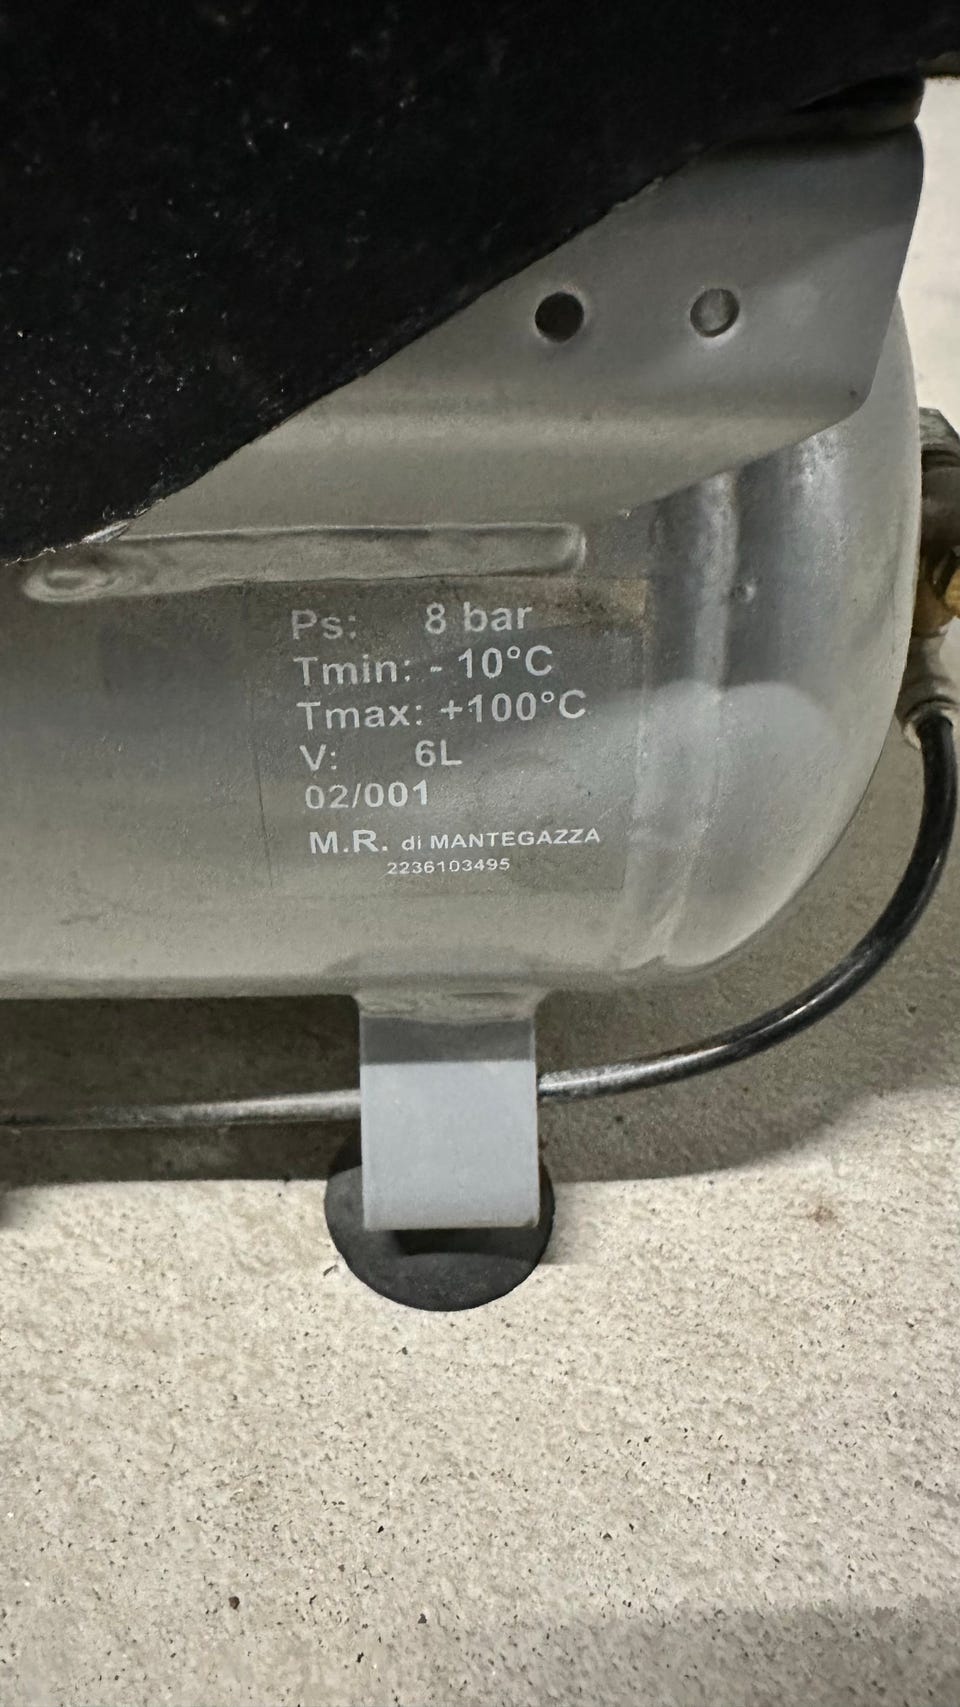 Ps: 8 bar
Tmin: - 10°C
Tmax: +100°C
V: 6L
02/001
M.R. di MANTEGAZZA
2236103495